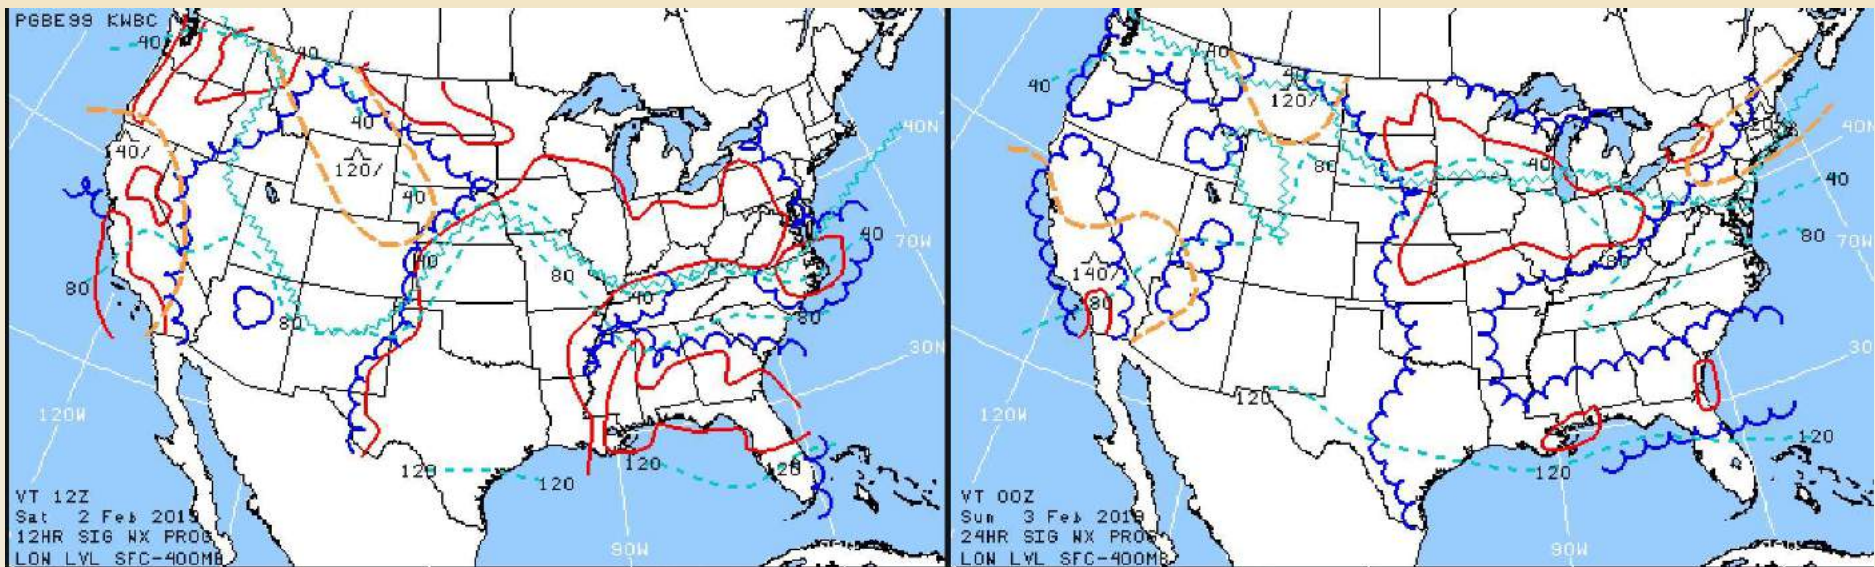 PGBE99 KWBC
40
40
40N
40
40/
120/
40
40
70W
40
80
80
40
80
80
30N
120W
120
120
120
120
90W
VT 12Z
Sat 2 Feb 2019
12HR SIG WX PROG
LOW LVL SFC-400MB
40
40
40
120/
40N
80
40
40
70W
80
80
140/
80
30
120W
120
120
120
90W
VT 00Z
Sun 3 Feb 2019
24HR SIG WX PROG
LOW LVL SFC-400MB